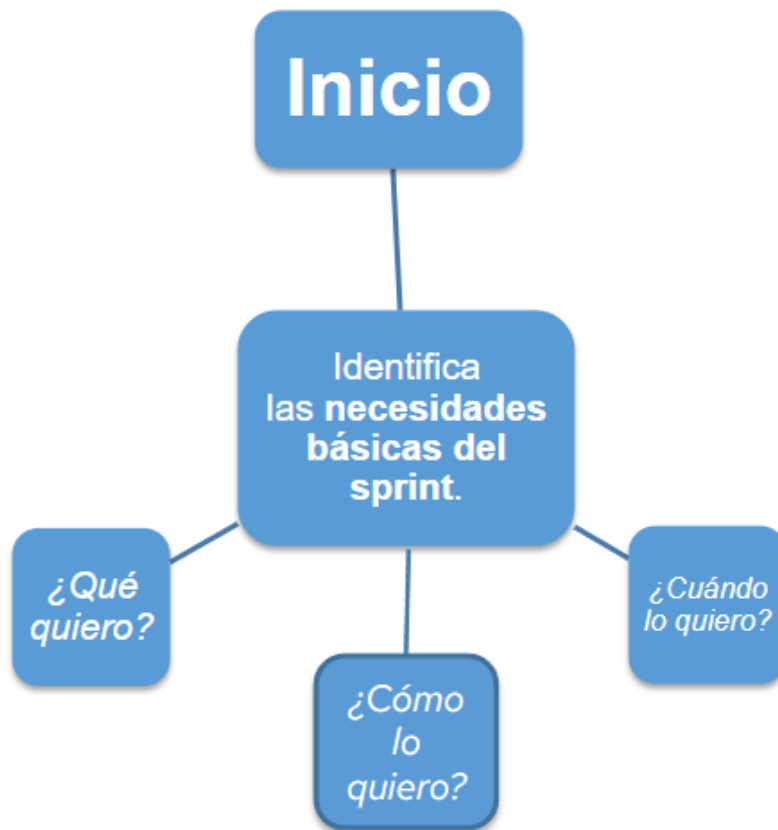 Inicio
Identifica
las necesidades
básicas del
sprint.
¿Qué
quiero?
¿Cómo
lo
quiero?
¿Cuándo
lo quiero?